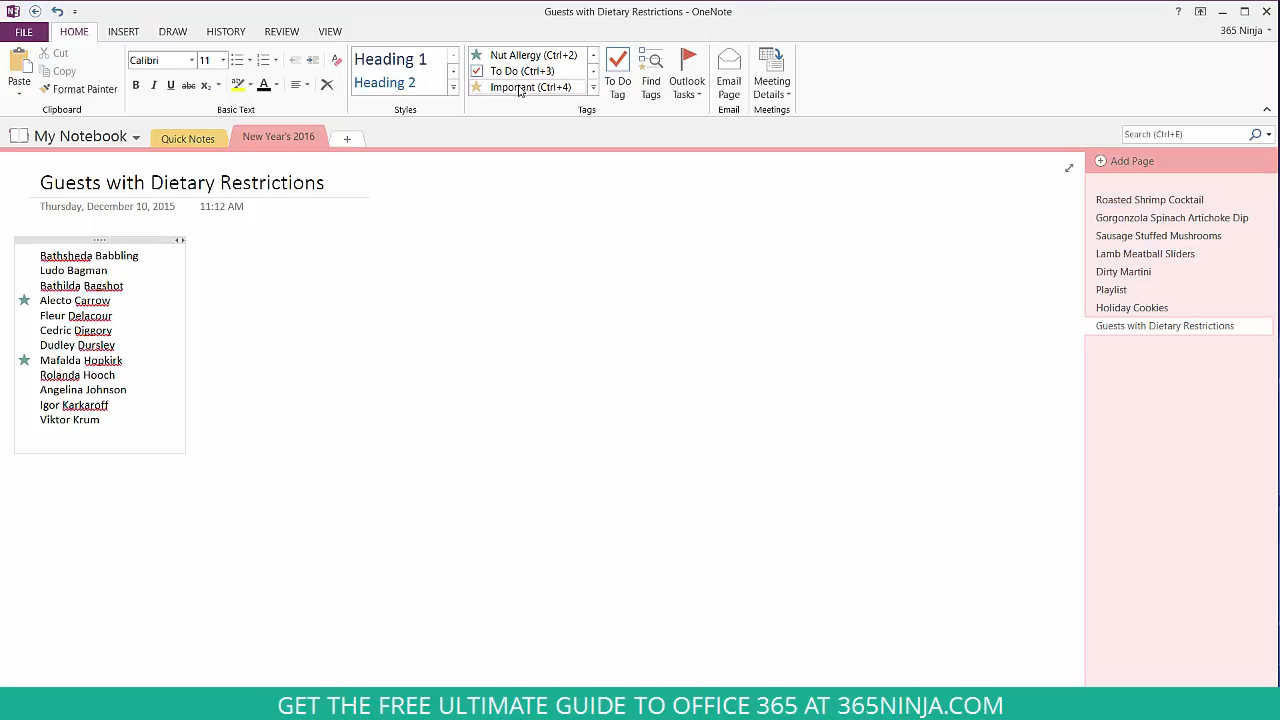 Guests with Dietary Restrictions - OneNote
?
FILE
HOME
INSERT
DRAW
HISTORY
REVIEW
VIEW
365 Ninja
Paste
Cut
Copy
Format Painter
Clipboard
Calibri
11
B I U abc X₂
A
Basic Text
Heading 1
Heading 2
Styles
Nut Allergy (Ctrl+2)
To Do (Ctrl+3)
Important (Ctrl+4)
Tags
To Do
Tag
Find
Tags
Outlook
Tasks
Email
Page
Email
Meeting
Details
Meetings
My Notebook
Quick Notes
New Year's 2016
+
Search (Ctrl+E)
Guests with Dietary Restrictions
Thursday, December 10, 2015 11:12 AM
Bathsheda Babbling
Ludo Bagman
Bathilda Bagshot
Alecto Carrow
Fleur Delacour
Cedric Diggory
Dudley Dursley
Mafalda Hopkirk
Rolanda Hooch
Angelina Johnson
Igor Karkaroff
Viktor Krum
Add Page
Roasted Shrimp Cocktail
Gorgonzola Spinach Artichoke Dip
Sausage Stuffed Mushrooms
Lamb Meatball Sliders
Dirty Martini
Playlist
Holiday Cookies
Guests with Dietary Restrictions
GET THE FREE ULTIMATE GUIDE TO OFFICE 365 AT 365NINJA.COM